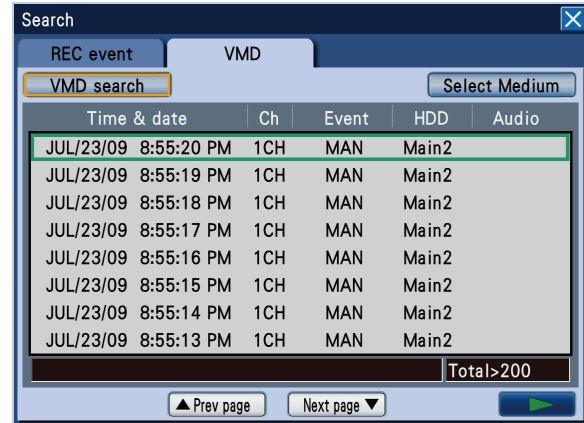 Search
REC event VMD
VMD search Select Medium
Time & date Ch Event HDD Audio
JUL/23/09 8:55:20 PM 1CH MAN Main2
JUL/23/09 8:55:19 PM 1CH MAN Main2
JUL/23/09 8:55:18 PM 1CH MAN Main2
JUL/23/09 8:55:17 PM 1CH MAN Main2
JUL/23/09 8:55:16 PM 1CH MAN Main2
JUL/23/09 8:55:15 PM 1CH MAN Main2
JUL/23/09 8:55:14 PM 1CH MAN Main2
JUL/23/09 8:55:13 PM 1CH MAN Main2
Total>200
▲ Prev page Next page ▼